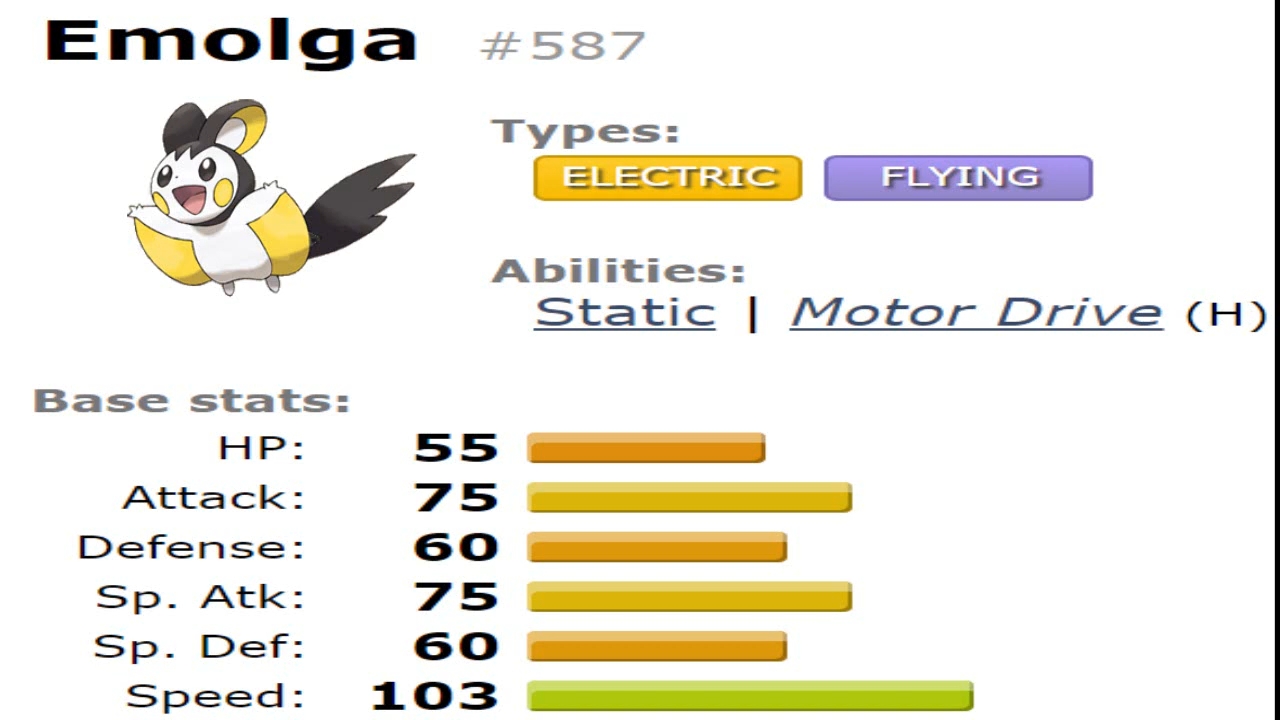 Emolga #587
Types:
ELECTRIC FLYING
Abilities:
Static | Motor Drive (H)
Base stats:
HP: 55
Attack: 75
Defense: 60
Sp. Atk: 75
Sp. Def: 60
Speed: 103